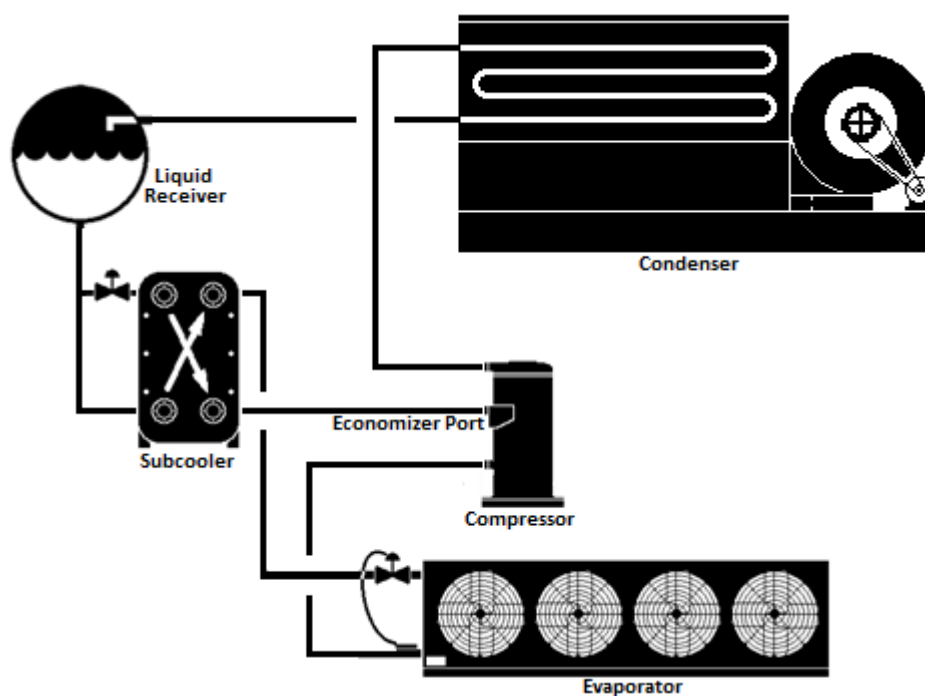 Liquid
Receiver
Condenser
Economizer Port
Subcooler
Compressor
Evaporator